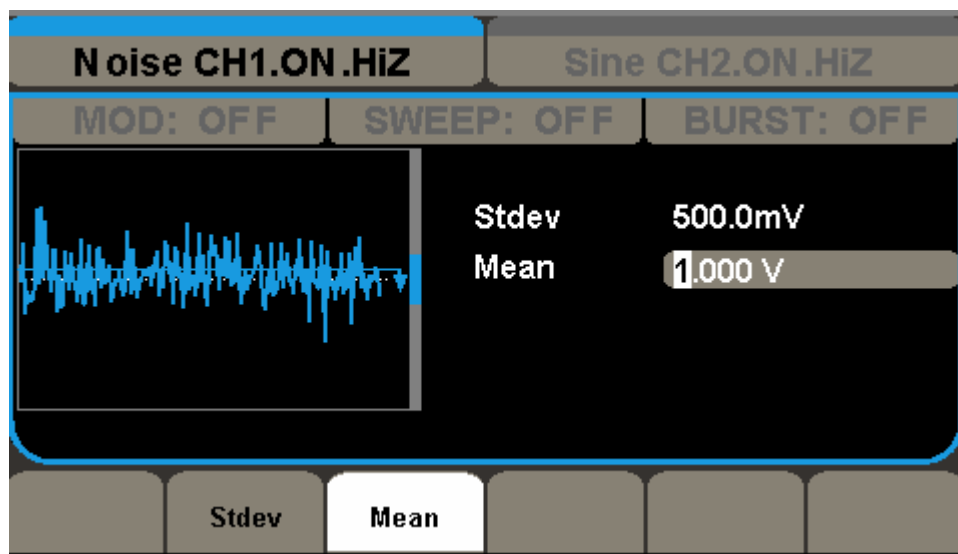 Noise CH1.ON.HiZ Sine CH2.ON.HiZ
MOD: OFF SWEEP: OFF BURST: OFF
Stdev 500.0mV
Mean 1.000 V
Stdev Mean